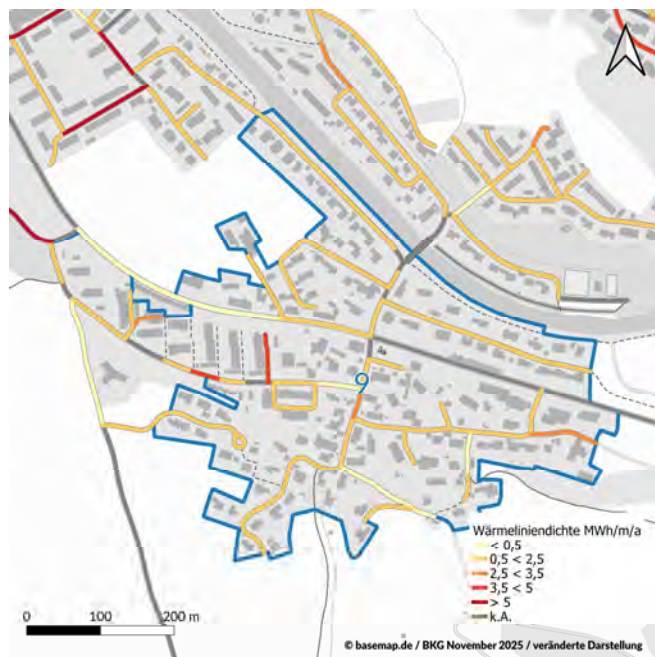 Wärmeliniendichte MWh/m/a
< 0,5
0,5 < 2,5
2,5 < 3,5
3,5 < 5
> 5
k.A.
0 100 200 m
© basemap.de / BKG November 2025 / veränderte Darstellung